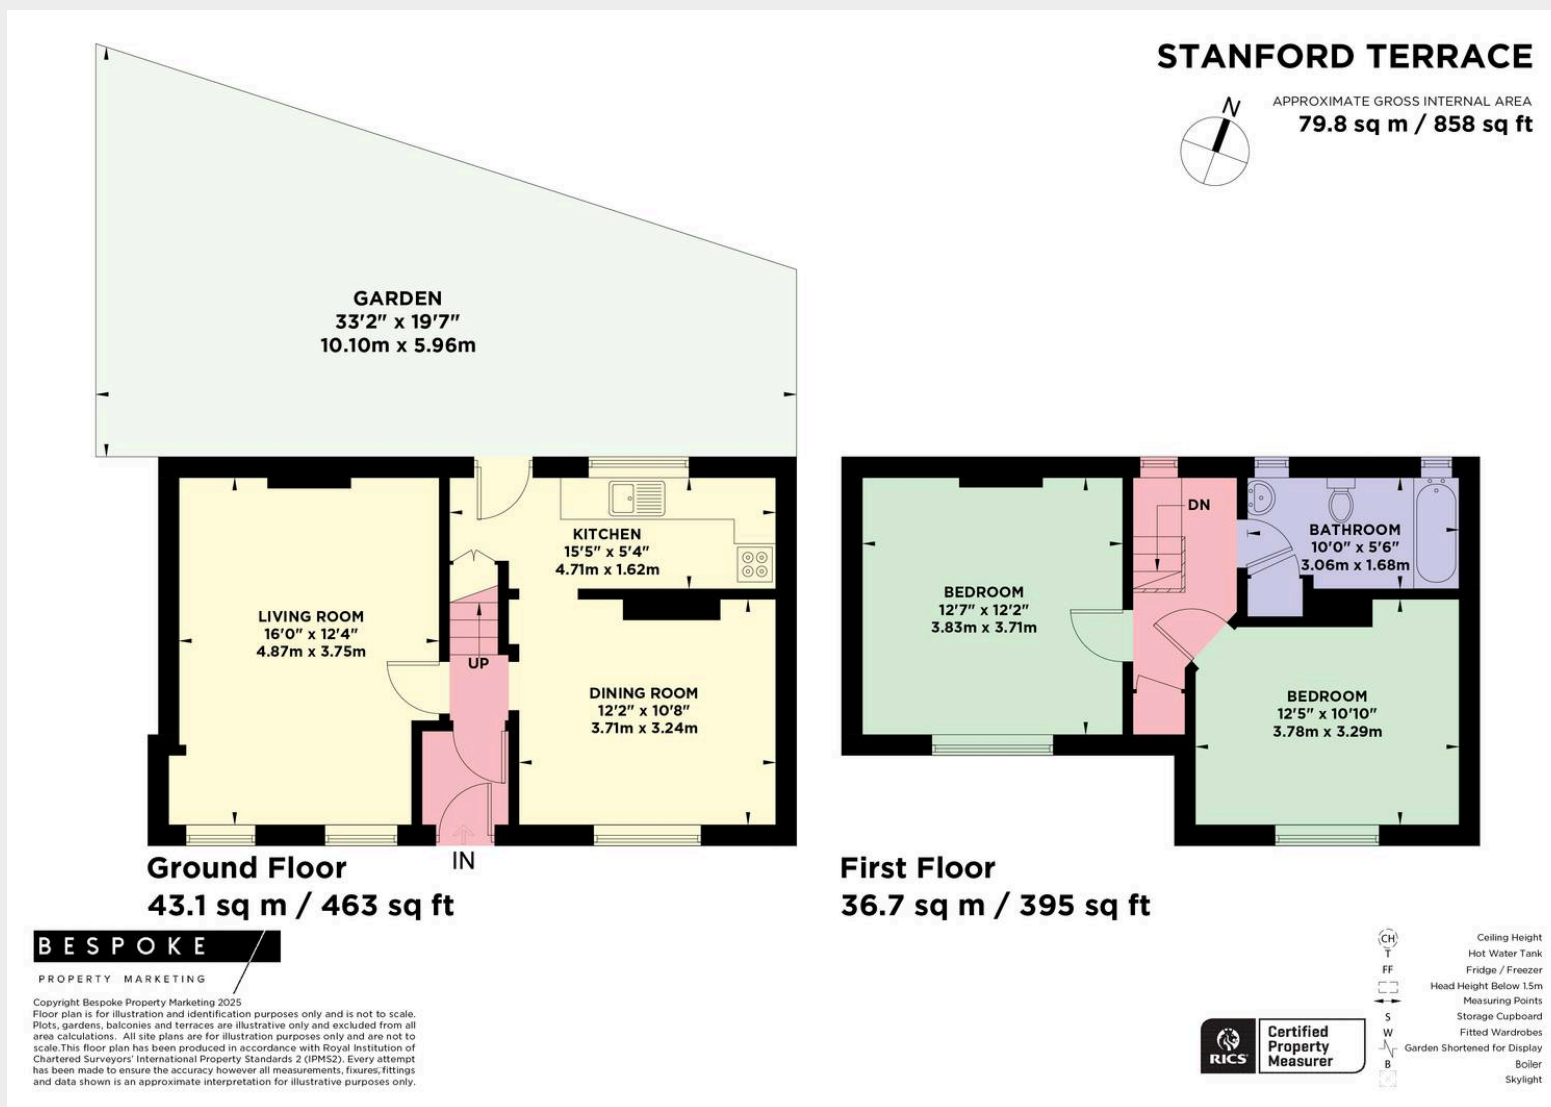 STANFORD TERRACE
N
APPROXIMATE GROSS INTERNAL AREA
79.8 sq m / 858 sq ft
GARDEN
33'2" x 19'7"
10.10m x 5.96m
KITCHEN
15'5" x 5'4"
4.71m x 1.62m
LIVING ROOM
16'0" x 12'4"
4.87m x 3.75m
UP
DINING ROOM
12'2" x 10'8"
3.71m x 3.24m
IN
Ground Floor
43.1 sq m / 463 sq ft
DN
BATHROOM
10'0" x 5'6"
3.06m x 1.68m
BEDROOM
12'7" x 12'2"
3.83m x 3.71m
BEDROOM
12'5" x 10'10"
3.78m x 3.29m
First Floor
36.7 sq m / 395 sq ft
BESPOKE
PROPERTY MARKETING
Copyright Bespoke Property Marketing 2025
Floor plan is for illustration and identification purposes only and is not to scale.
Plots, gardens, balconies and terraces are illustrative only and excluded from all
area calculations. All site plans are for illustration purposes only and are not to
scale.This floor plan has been produced in accordance with Royal Institution of
Chartered Surveyors' International Property Standards 2 (IPMS2). Every attempt
has been made to ensure the accuracy however all measurements, fixures, fittings
and data shown is an approximate interpretation for illustrative purposes only.
RICS
Certified
Property
Measurer
CH Ceiling Height
T Hot Water Tank
FF Fridge / Freezer
Head Height Below 1.5m
Measuring Points
S Storage Cupboard
W Fitted Wardrobes
Garden Shortened for Display
B Boiler
Skylight